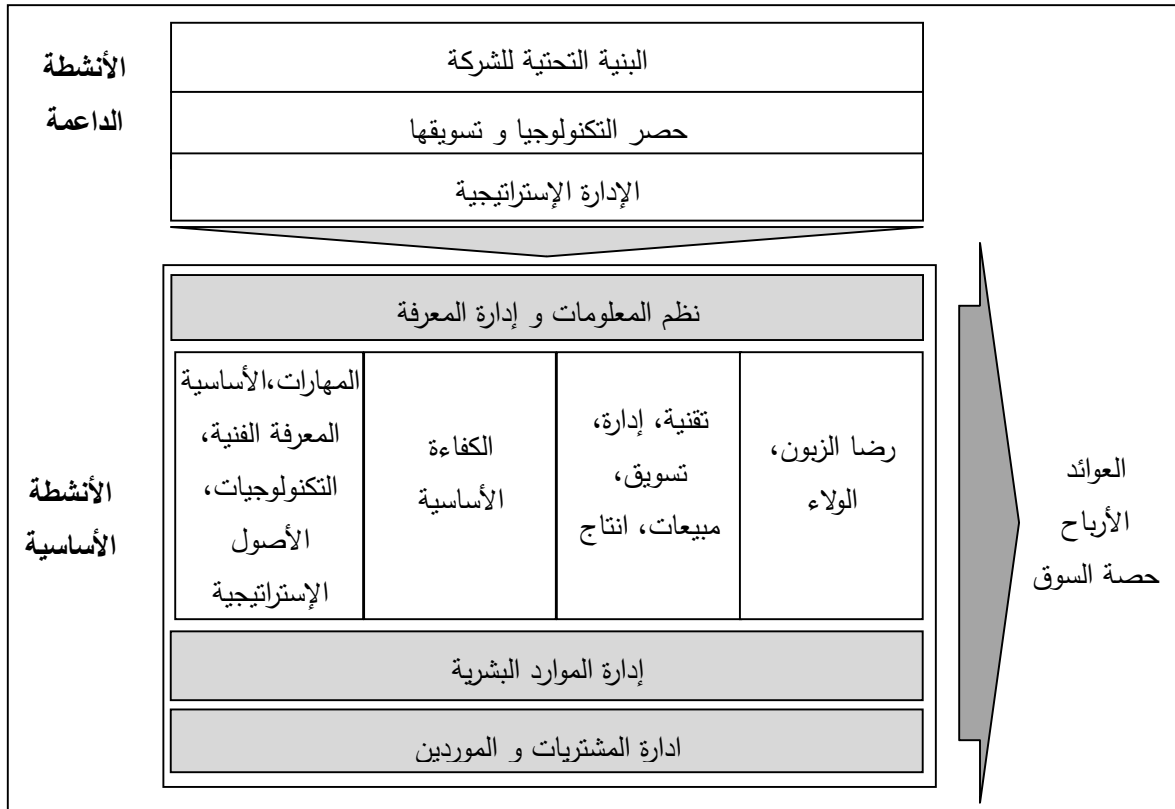 الأنشطة
الداعمة
البنية التحتية للشركة
حصر التكنولوجيا و تسويقها
الإدارة الإستراتيجية
نظم المعلومات و إدارة المعرفة
الأنشطة
الأساسية
المهارات،الأساسية
المعرفة الفنية،
التكنولوجيات،
الأصول
الإستراتيجية
الكفاءة
الأساسية
تقنية، إدارة،
تسويق،
مبيعات، انتاج
رضا الزبون،
الولاء
العوائد
الأرباح
حصة السوق
إدارة الموارد البشرية
ادارة المشتريات و الموردين